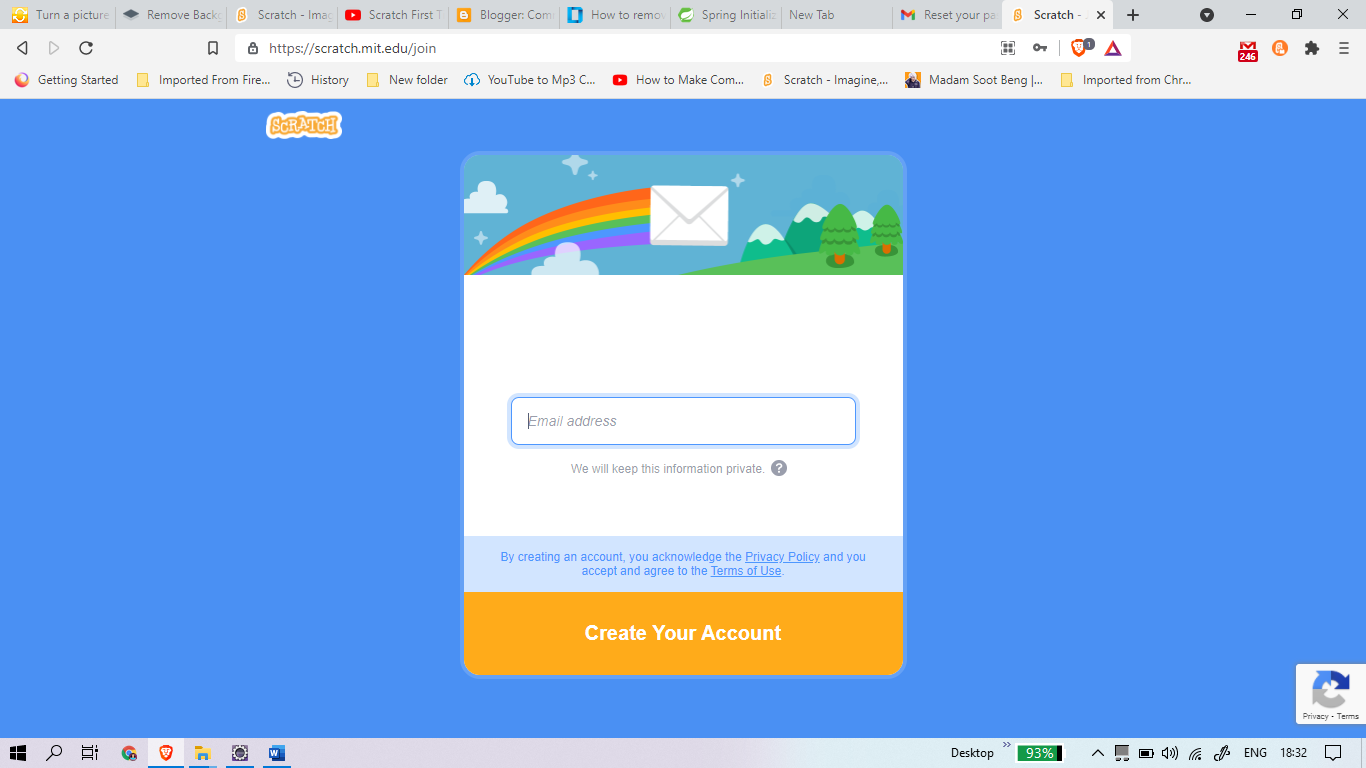 Turn a picture
Remove Back
Scratch - Imag
Scratch First T
Blogger: Com
How to remov
Spring Initializ
New Tab
Reset your pa
Scratch -
https://scratch.mit.edu/join
1
246
Getting Started
Imported From Fire...
History
New folder
YouTube to Mp3 C...
How to Make Com...
Scratch - Imagine,...
Madam Soot Beng |...
Imported from Chr...
SCRATCH
Email address
We will keep this information private. ?
By creating an account, you acknowledge the Privacy Policy and you
accept and agree to the Terms of Use.
Create Your Account
Privacy - Terms
Desktop
93%
ENG
18:32